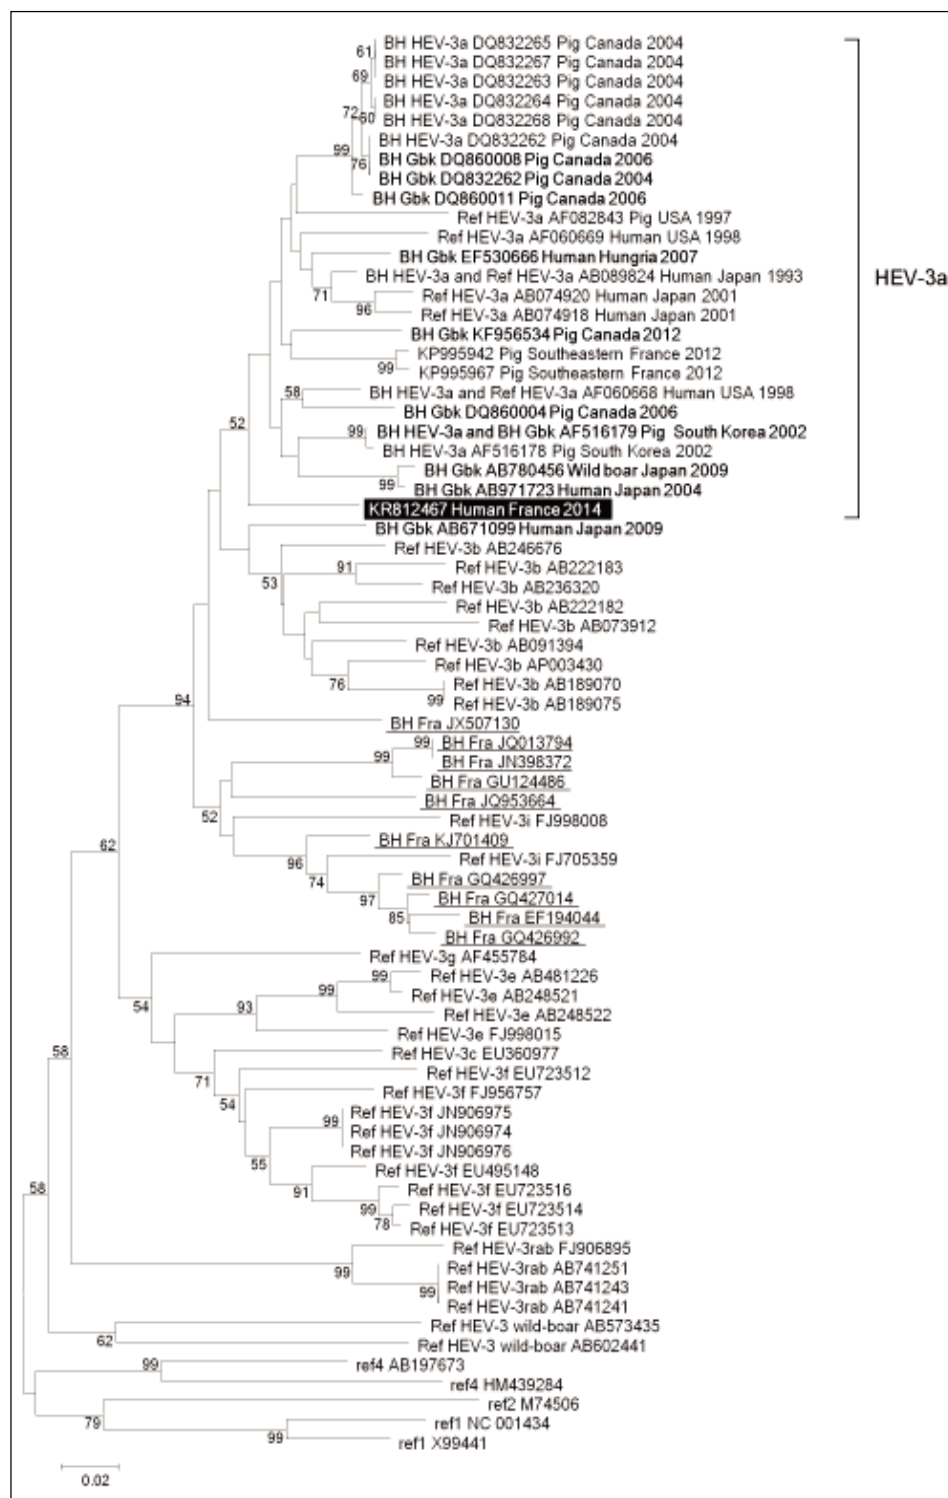 BH HEV-3a DQ832265 Pig Canada 2004
61
BH HEV-3a DQ832267 Pig Canada 2004
69
BH HEV-3a DQ832263 Pig Canada 2004
BH HEV-3a DQ832264 Pig Canada 2004
72
60
BH HEV-3a DQ832268 Pig Canada 2004
BH HEV-3a DQ832262 Pig Canada 2004
99
76
BH Gbk DQ860008 Pig Canada 2006
BH Gbk DQ832262 Pig Canada 2004
BH Gbk DQ860011 Pig Canada 2006
Ref HEV-3a AF082843 Pig USA 1997
Ref HEV-3a AF060669 Human USA 1998
BH Gbk EF530666 Human Hungria 2007
BH HEV-3a and Ref HEV-3a AB089824 Human Japan 1993
HEV-3a
71
Ref HEV-3a AB074920 Human Japan 2001
96
Ref HEV-3a AB074918 Human Japan 2001
BH Gbk KF956534 Pig Canada 2012
KP995942 Pig Southeastern France 2012
99
KP995967 Pig Southeastern France 2012
58
BH HEV-3a and Ref HEV-3a AF060668 Human USA 1998
BH Gbk DQ860004 Pig Canada 2006
52
99
BH HEV-3a and BH Gbk AF516179 Pig South Korea 2002
BH HEV-3a AF516178 Pig South Korea 2002
BH Gbk AB780456 Wild boar Japan 2009
99
BH Gbk AB971723 Human Japan 2004
KR812467 Human France 2014
BH Gbk AB671099 Human Japan 2009
Ref HEV-3b AB246676
91
Ref HEV-3b AB222183
53
Ref HEV-3b AB236320
Ref HEV-3b AB222182
Ref HEV-3b AB073912
Ref HEV-3b AB091394
Ref HEV-3b AP003430
76
Ref HEV-3b AB189070
94
99
Ref HEV-3b AB189075
BH Fra JX507130
99
BH Fra JQ013794
99
BH Fra JN398372
BH Fra GU124486
BH Fra JQ953664
52
Ref HEV-3i FJ998008
BH Fra KJ701409
62
96
Ref HEV-3i FJ705359
74
BH Fra GQ426997
97
BH Fra GQ427014
85
BH Fra EF194044
BH Fra GQ426992
Ref HEV-3g AF455784
99
Ref HEV-3e AB481226
99
Ref HEV-3e AB248521
54
93
Ref HEV-3e AB248522
Ref HEV-3e FJ998015
58
Ref HEV-3c EU360977
71
Ref HEV-3f EU723512
Ref HEV-3f FJ956757
54
Ref HEV-3f JN906975
99
Ref HEV-3f JN906974
Ref HEV-3f JN906976
55
Ref HEV-3f EU495148
58
91
Ref HEV-3f EU723516
99
Ref HEV-3f EU723514
78
Ref HEV-3f EU723513
Ref HEV-3rab FJ906895
99
Ref HEV-3rab AB741251
99
Ref HEV-3rab AB741243
Ref HEV-3rab AB741241
Ref HEV-3 wild-boar AB573435
62
Ref HEV-3 wild-boar AB602441
99
ref4 AB197673
ref4 HM439284
ref2 M74506
79
ref1 NC 001434
99
ref1 X99441
0.02